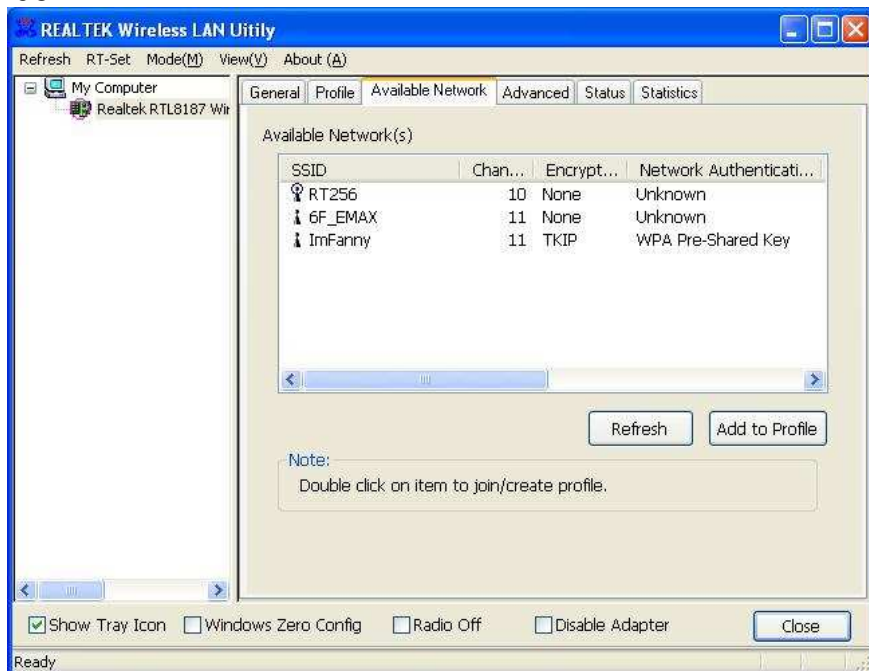 REALTEK Wireless LAN Uitily
Refresh RT-Set Mode(M) View(V) About (A)
My Computer
Realtek RTL8187 Wir
General Profile Available Network Advanced Status Statistics
Available Network(s)
SSID Chan... Encrypt... Network Authenticati...
RT256 10 None Unknown
6F_EMAX 11 None Unknown
ImFanny 11 TKIP WPA Pre-Shared Key
Refresh Add to Profile
Note:
Double click on item to join/create profile.
Show Tray Icon Windows Zero Config Radio Off Disable Adapter Close
Ready